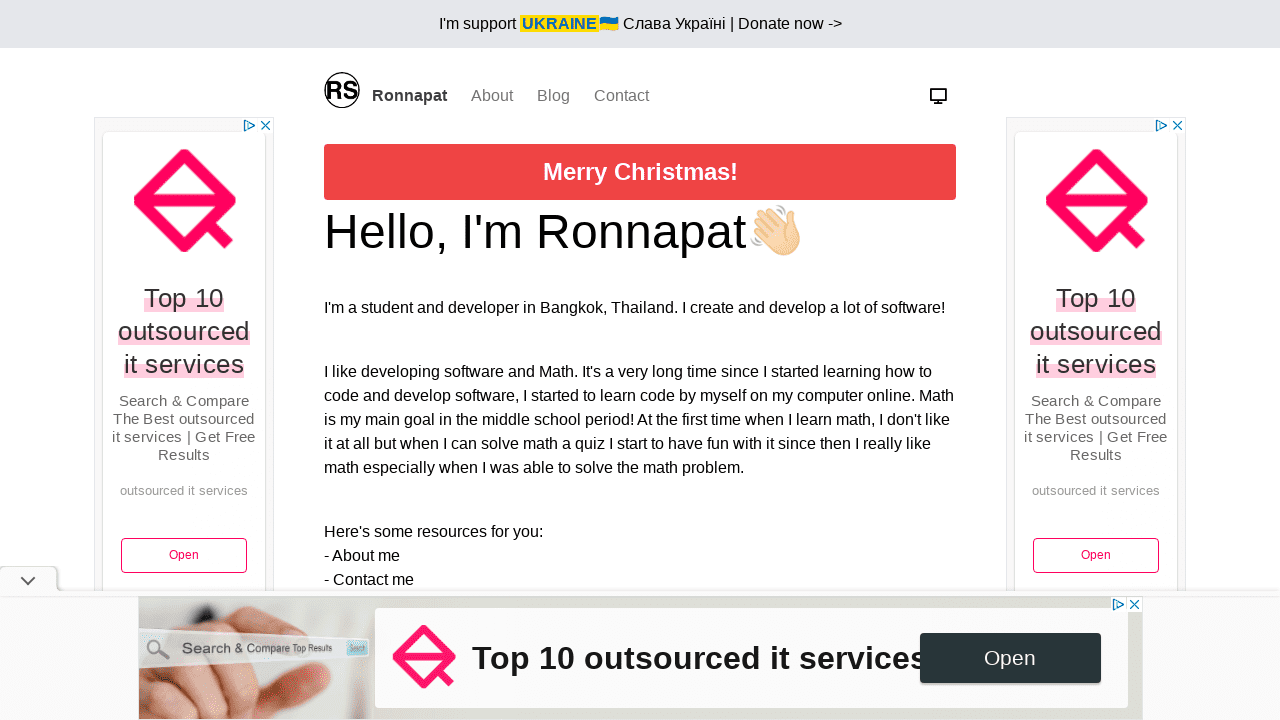 I'm support UKRAINE🇺🇦 Слава Україні | Donate now ->
RS Ronnapat About Blog Contact
Merry Christmas!
Hello, I'm Ronnapat👋🏻
I'm a student and developer in Bangkok, Thailand. I create and develop a lot of software!
I like developing software and Math. It's a very long time since I started learning how to
code and develop software, I started to learn code by myself on my computer online. Math
is my main goal in the middle school period! At the first time when I learn math, I don't like
it at all but when I can solve math a quiz I start to have fun with it since then I really like
math especially when I was able to solve the math problem.
Here's some resources for you:
- About me
- Contact me
Top 10
outsourced
it services
Search & Compare
The Best outsourced
it services | Get Free
Results
outsourced it services
Open
Top 10
outsourced
it services
Search & Compare
The Best outsourced
it services | Get Free
Results
outsourced it services
Open
Search & Compare Top Results Search
Top 10 outsourced it services
Open